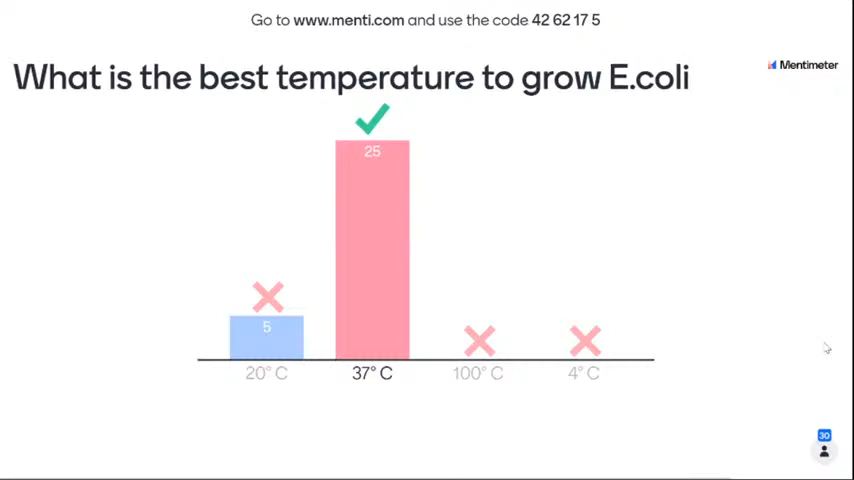 Go to www.menti.com and use the code 42 62 17 5
Mentimeter
What is the best temperature to grow E.coli
25
5
20° C
37° C
100° C
4° C
30